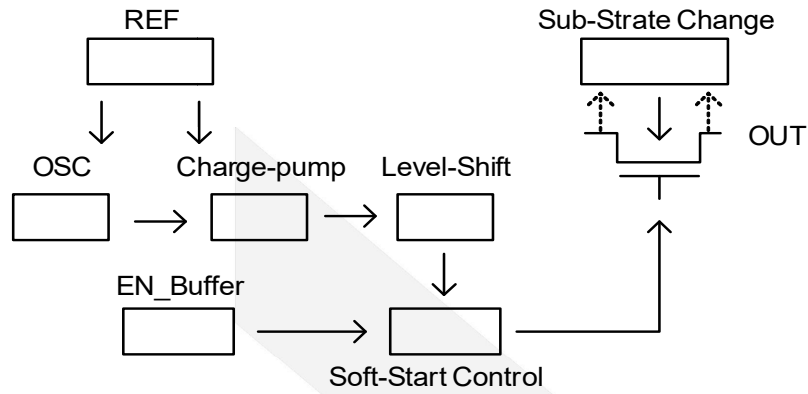 REF
Sub-Strate Change
OUT
OSC
Charge-pump
Level-Shift
EN_Buffer
Soft-Start Control